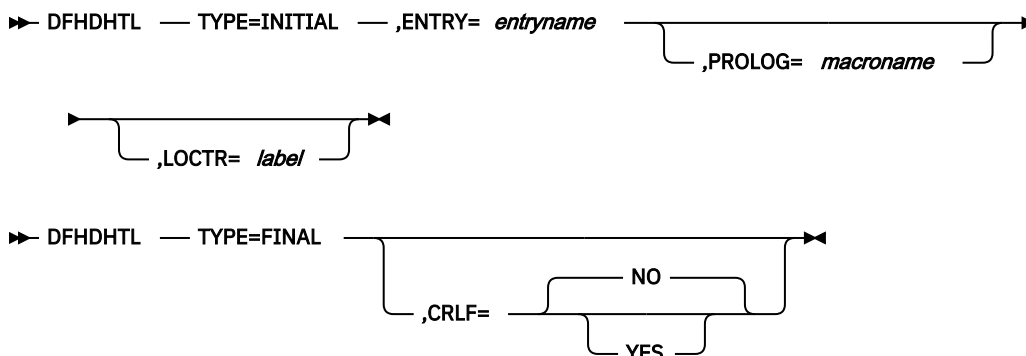 DFHDHTL TYPE=INITIAL ,ENTRY= entryname
,PROLOG= macroname
,LOCTR= label
DFHDHTL TYPE=FINAL
NO
,CRLF=
YES